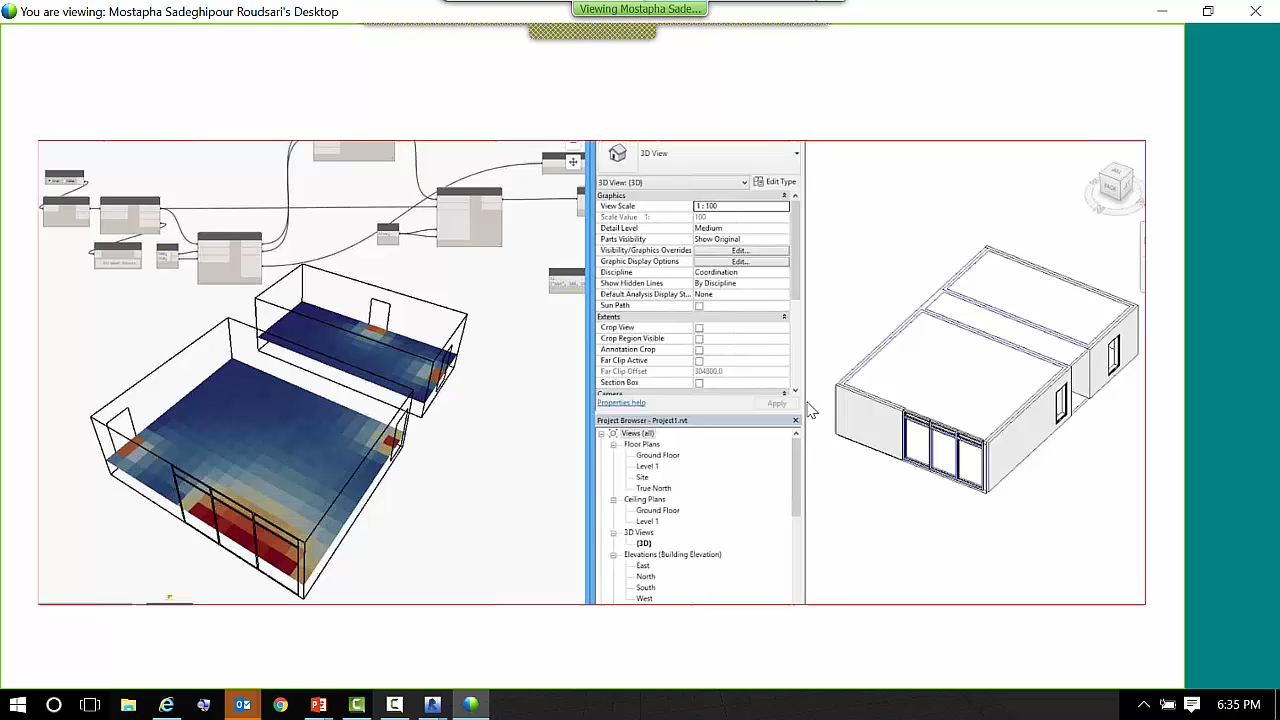 You are viewing: Mostapha Sadeghipour Roudsari's Desktop
Viewing Mostapha Sade...
3D View
3D View: {3D}
Edit Type
Graphics
View Scale
1 : 100
Scale Value 1:
100
Detail Level
Medium
Parts Visibility
Show Original
Visibility/Graphics Overrides
Edit...
Graphic Display Options
Edit...
Discipline
Coordination
Show Hidden Lines
By Discipline
Default Analysis Display St...
None
Sun Path
Extents
Crop View
Crop Region Visible
Annotation Crop
Far Clip Active
Far Clip Offset
304800.0
Section Box
Camera
Properties help
Apply
Project Browser - Project1.rvt
Views (all)
Floor Plans
Ground Floor
Level 1
Site
True North
Ceiling Plans
Ground Floor
Level 1
3D Views
{3D}
Elevations (Building Elevation)
East
North
South
West
6:35 PM